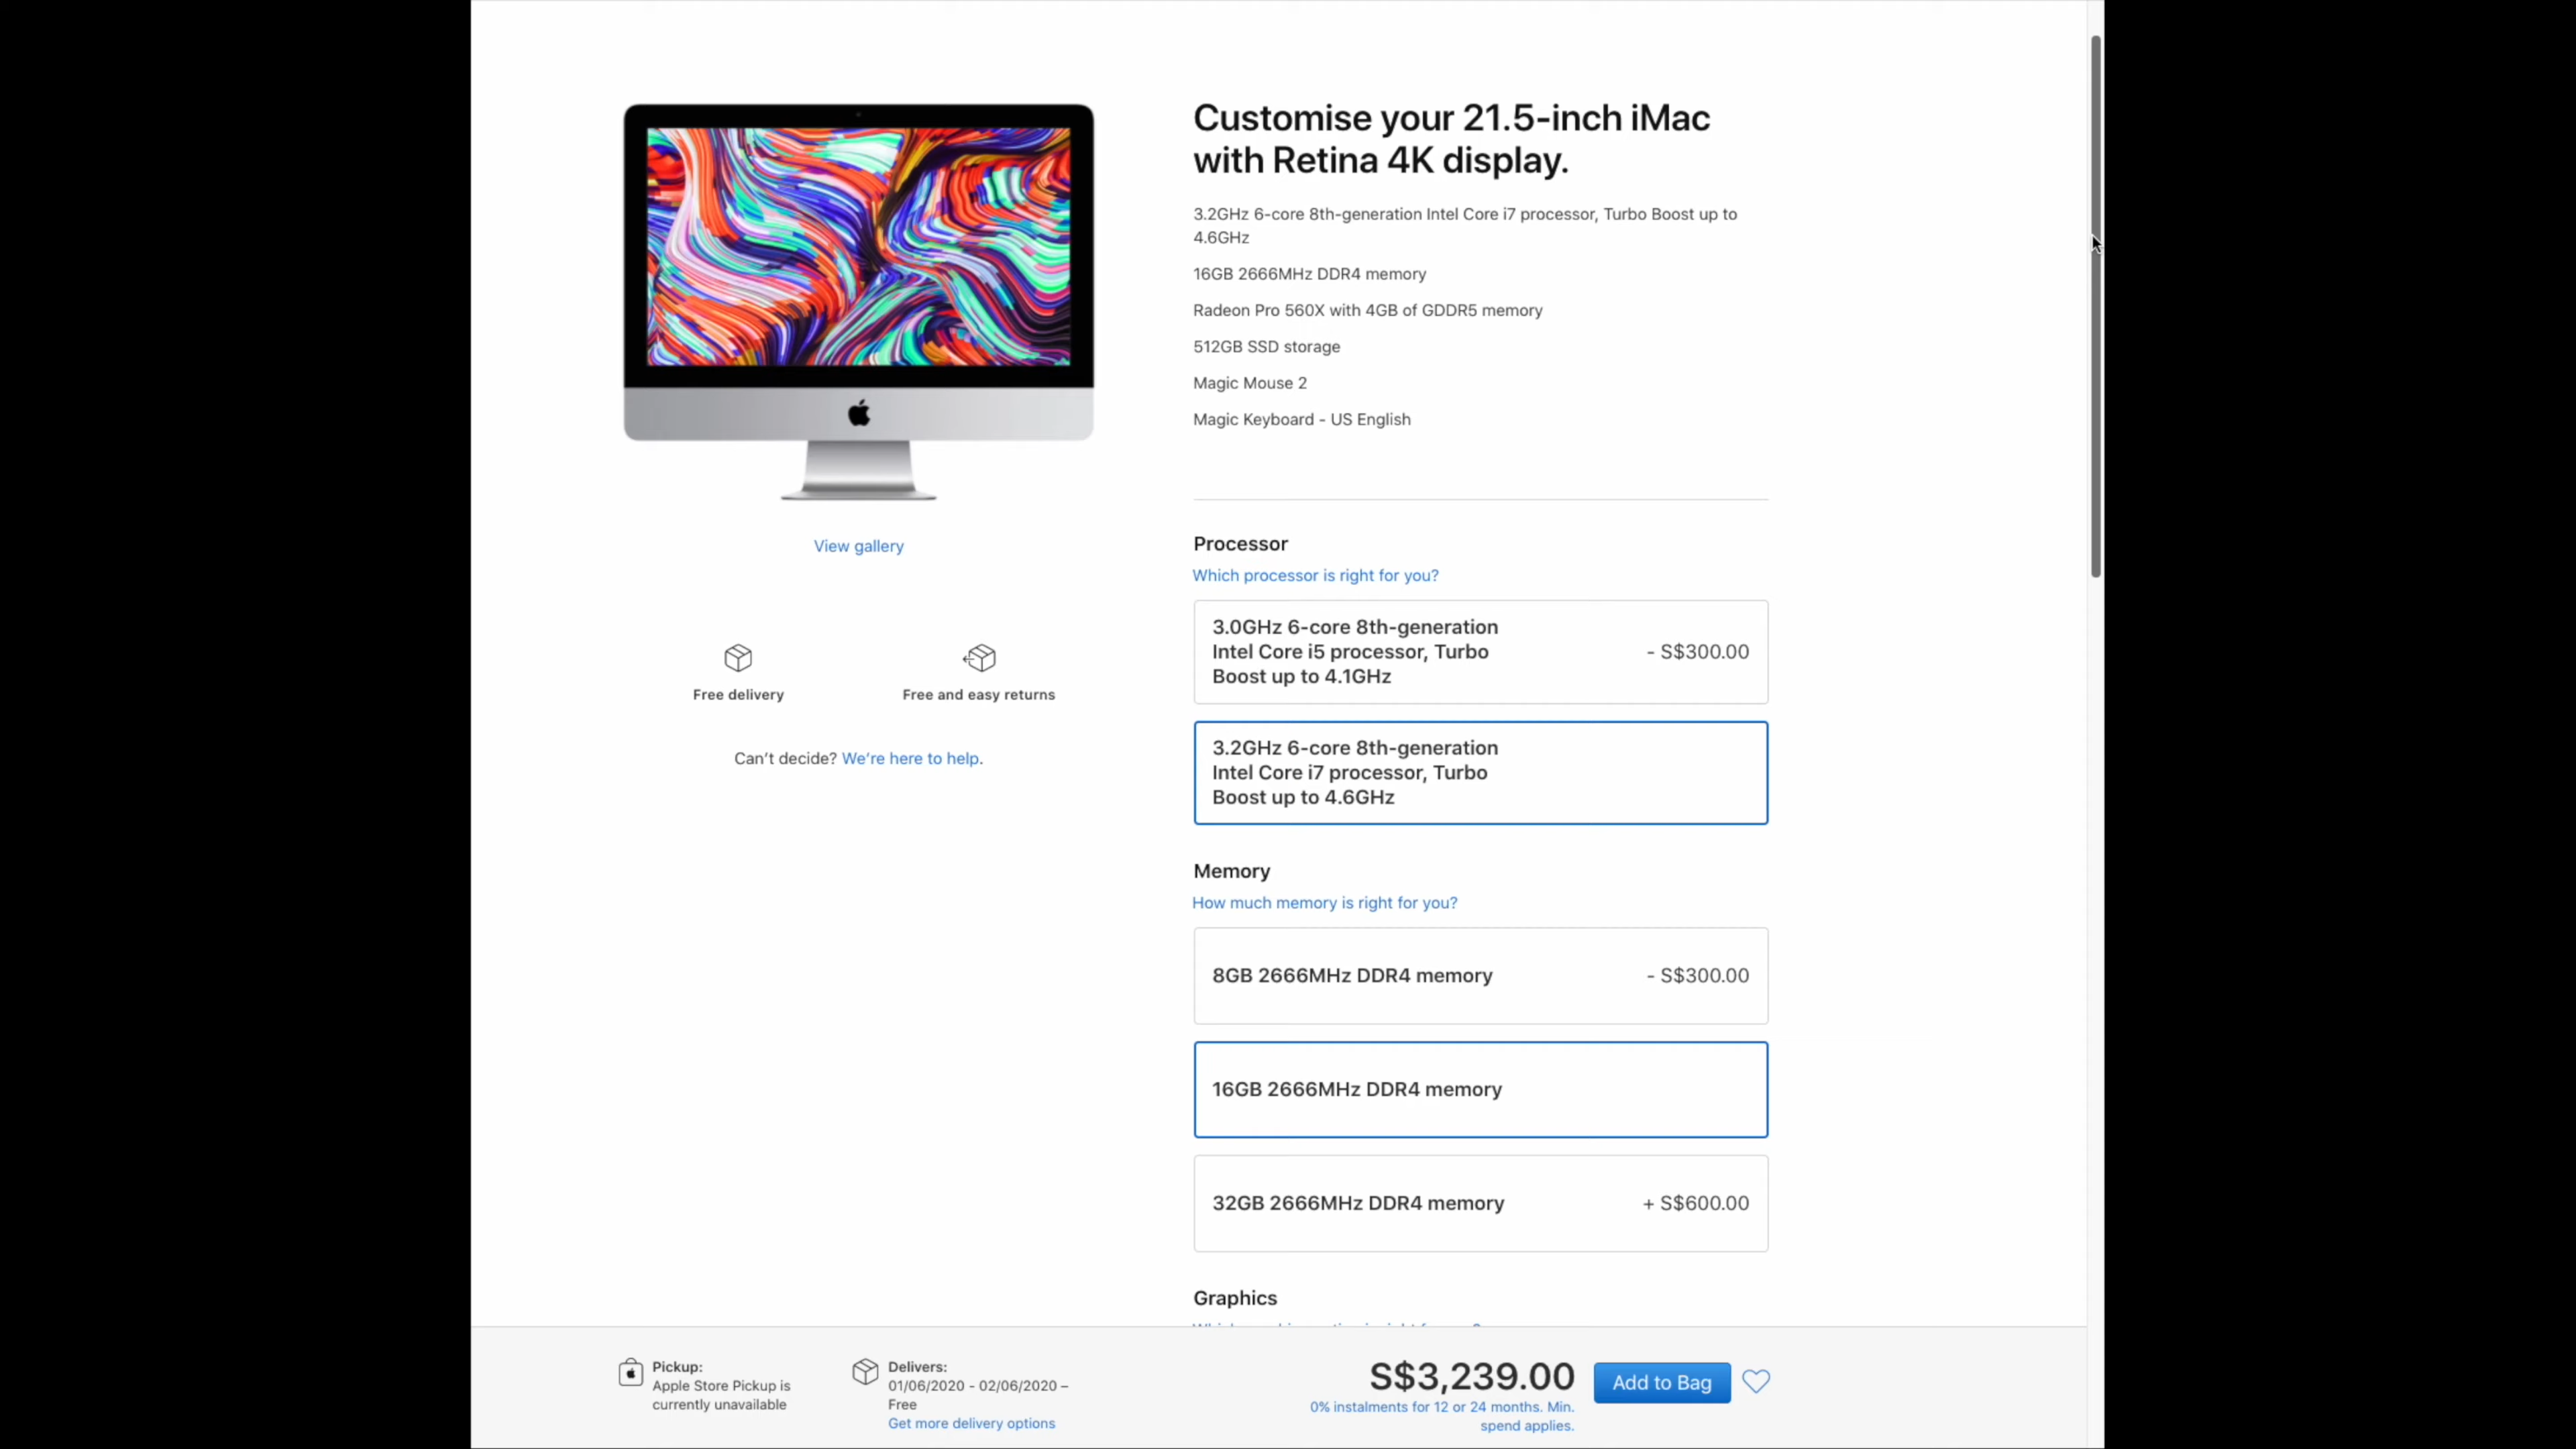 Customise your 21.5-inch iMac
with Retina 4K display.
3.2GHz 6-core 8th-generation Intel Core i7 processor, Turbo Boost up to
4.6GHz
16GB 2666MHz DDR4 memory
Radeon Pro 560X with 4GB of GDDR5 memory
512GB SSD storage
Magic Mouse 2
Magic Keyboard - US English
View gallery
Free delivery
Free and easy returns
Can’t decide? We’re here to help.
Processor
Which processor is right for you?
3.0GHz 6-core 8th-generation
Intel Core i5 processor, Turbo
Boost up to 4.1GHz
- S$300.00
3.2GHz 6-core 8th-generation
Intel Core i7 processor, Turbo
Boost up to 4.6GHz
Memory
How much memory is right for you?
8GB 2666MHz DDR4 memory
- S$300.00
16GB 2666MHz DDR4 memory
32GB 2666MHz DDR4 memory
+ S$600.00
Graphics
Pickup:
Apple Store Pickup is
currently unavailable
Delivers:
01/06/2020 - 02/06/2020 –
Free
Get more delivery options
S$3,239.00
0% instalments for 12 or 24 months. Min.
spend applies.
Add to Bag